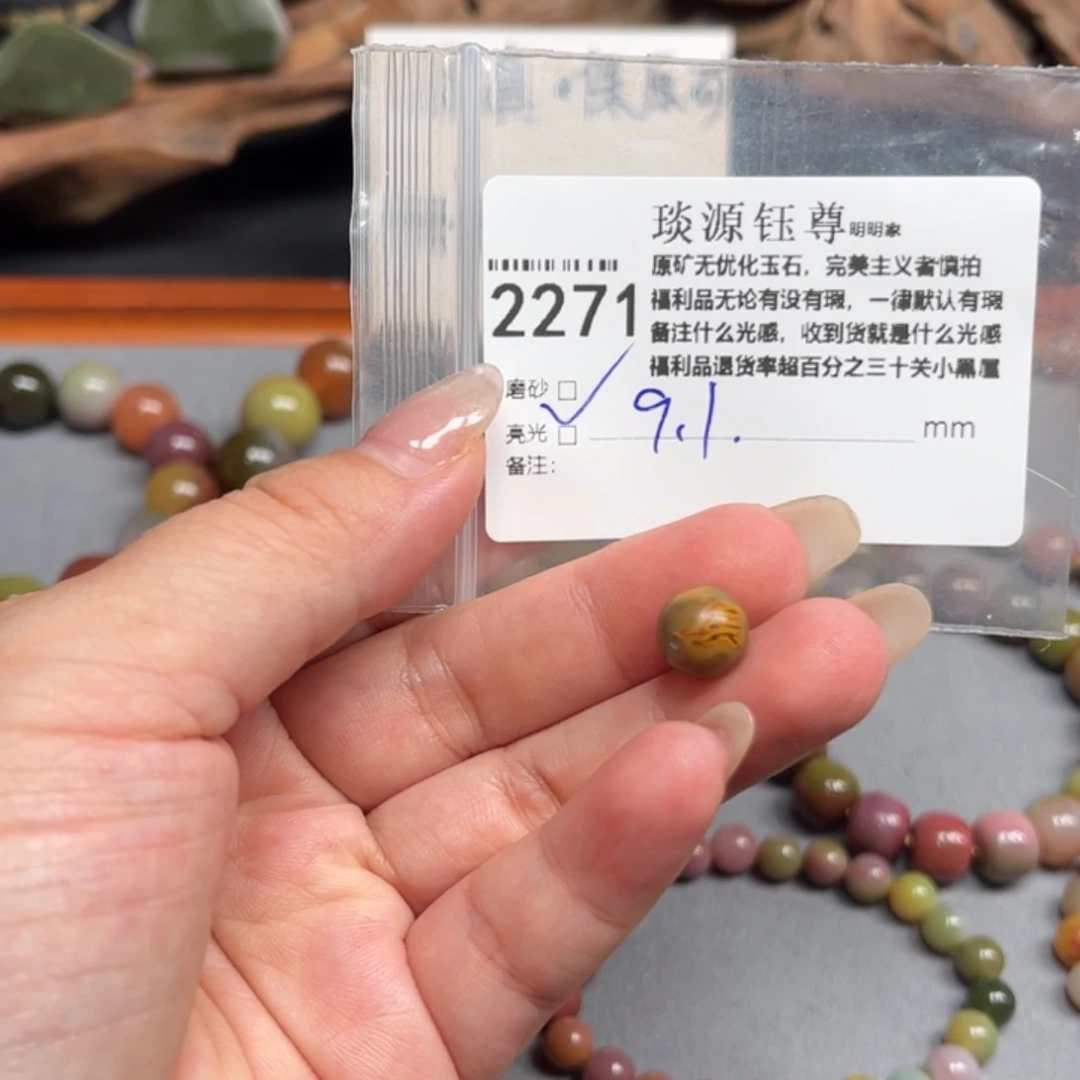 琰源钰尊明明家
原矿无优化玉石，完美主义者慎拍
2271
福利品无论有没有瑕，一律默认有瑕
备注什么光感，收到货就是什么光感
福利品退货率超百分之三十关小黑屋
磨砂 □
亮光 □ ✓ 9.1. mm
备注：